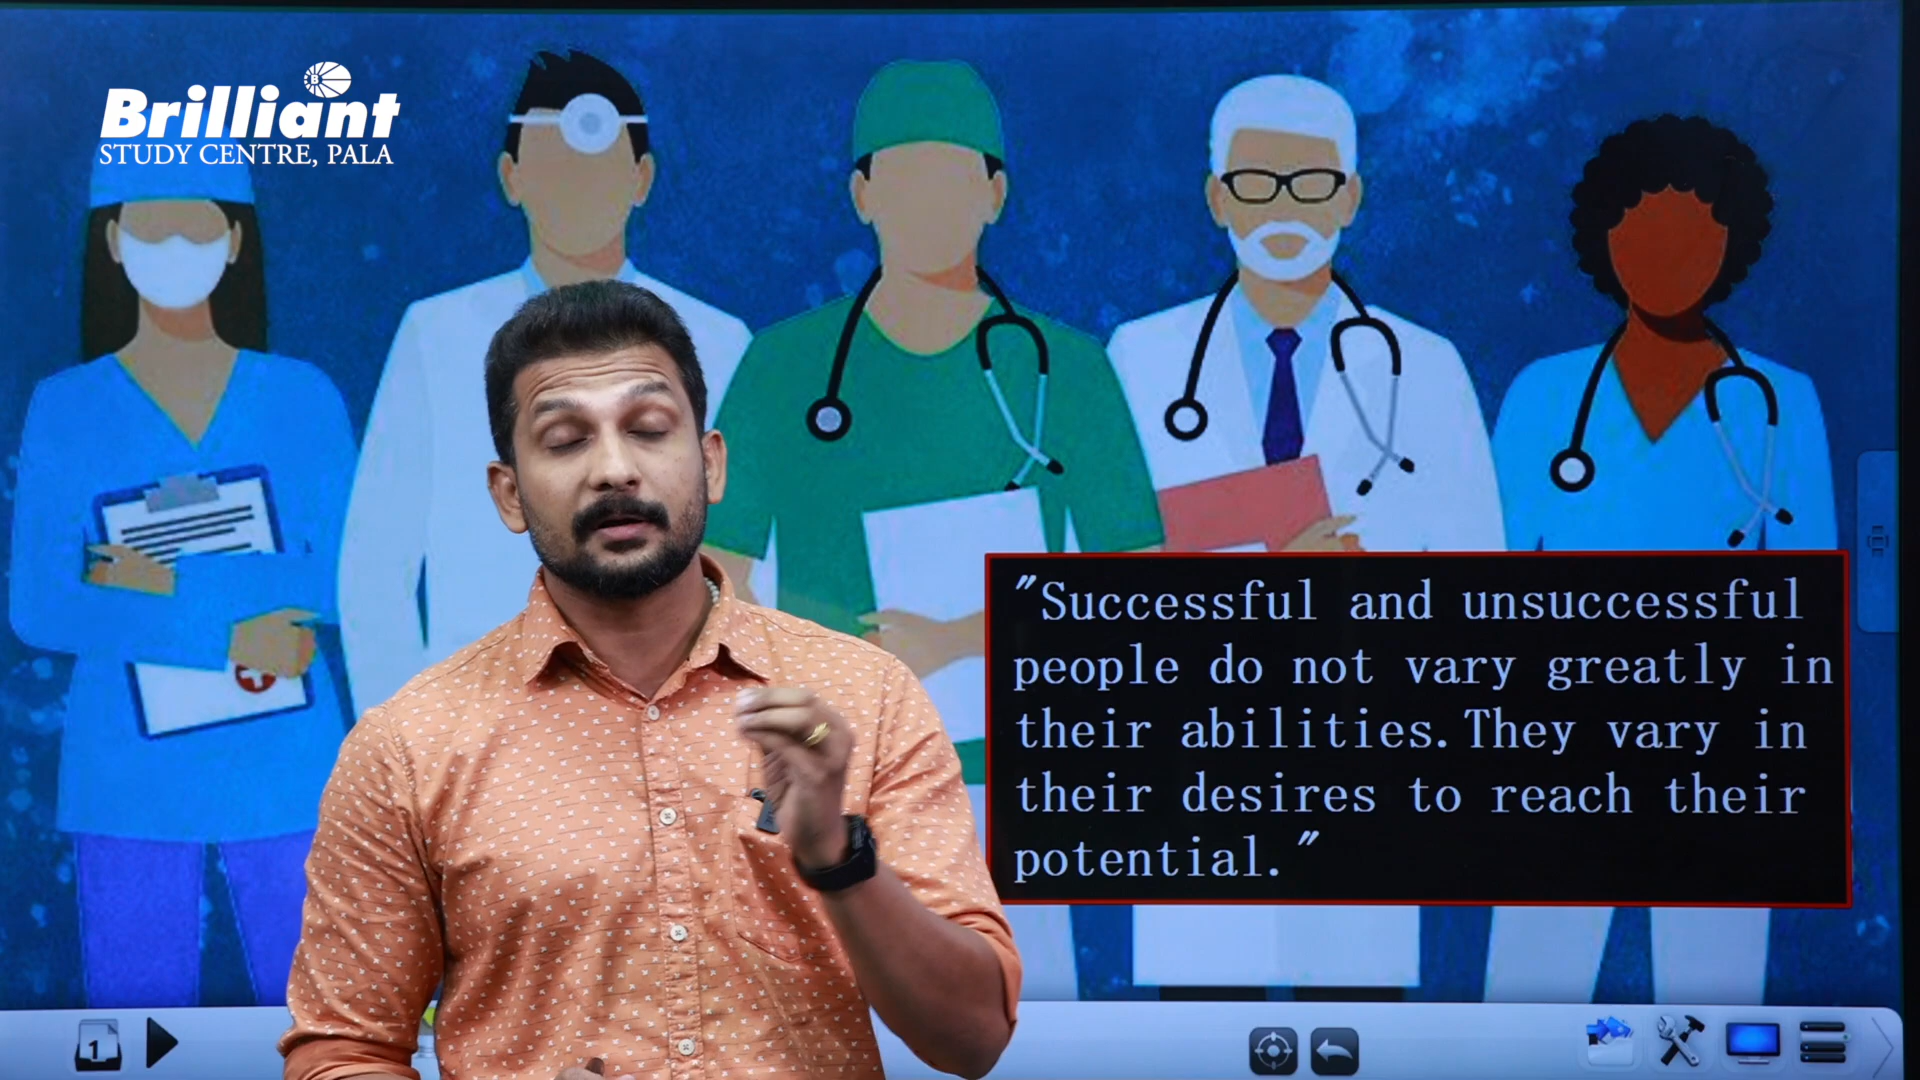 Brilliant
STUDY CENTRE, PALA
"Successful and unsuccessful
people do not vary greatly in
their abilities.They vary in
their desires to reach their
potential."
1